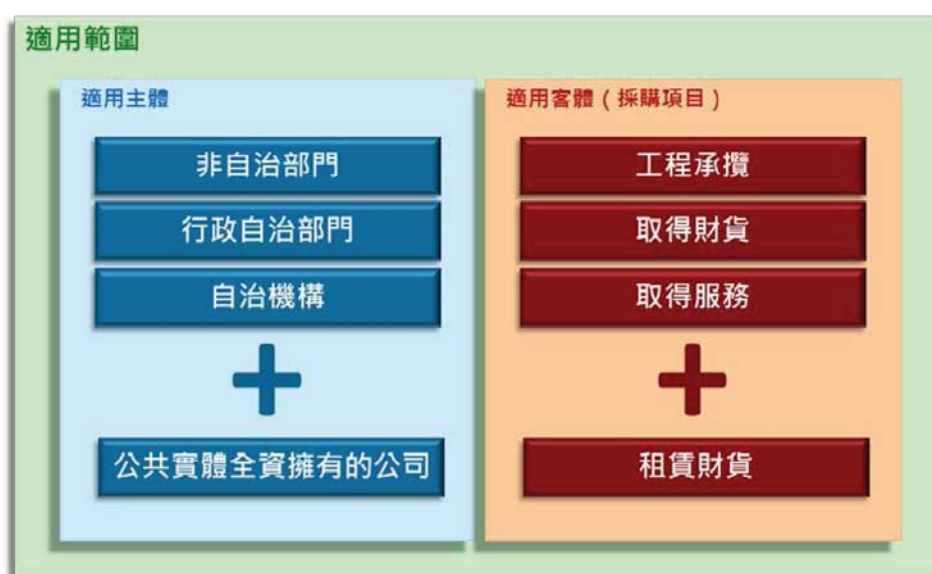 適用範圍
適用主體
非自治部門
行政自治部門
自治機構
公共實體全資擁有的公司
適用客體（採購項目）
工程承攬
取得財貨
取得服務
租賃財貨